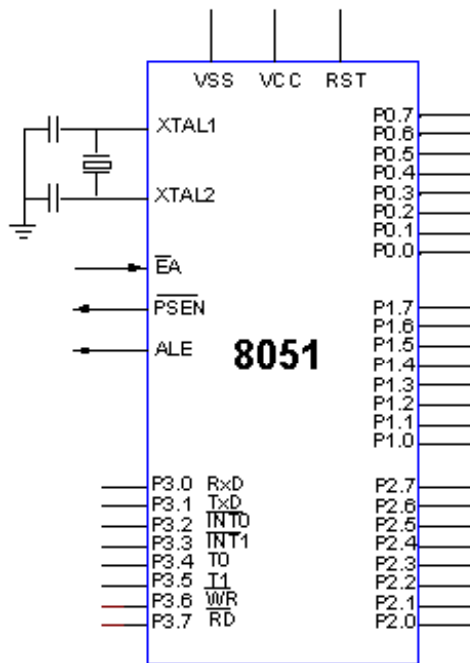 VSS VCC RST
XTAL1
XTAL2
EA
PSEN
ALE
8051
P0.7
P0.6
P0.5
P0.4
P0.3
P0.2
P0.1
P0.0
P1.7
P1.6
P1.5
P1.4
P1.3
P1.2
P1.1
P1.0
P3.0 RxD
P3.1 TxD
P3.2 INT0
P3.3 INT1
P3.4 T0
P3.5 T1
P3.6 WR
P3.7 RD
P2.7
P2.6
P2.5
P2.4
P2.3
P2.2
P2.1
P2.0